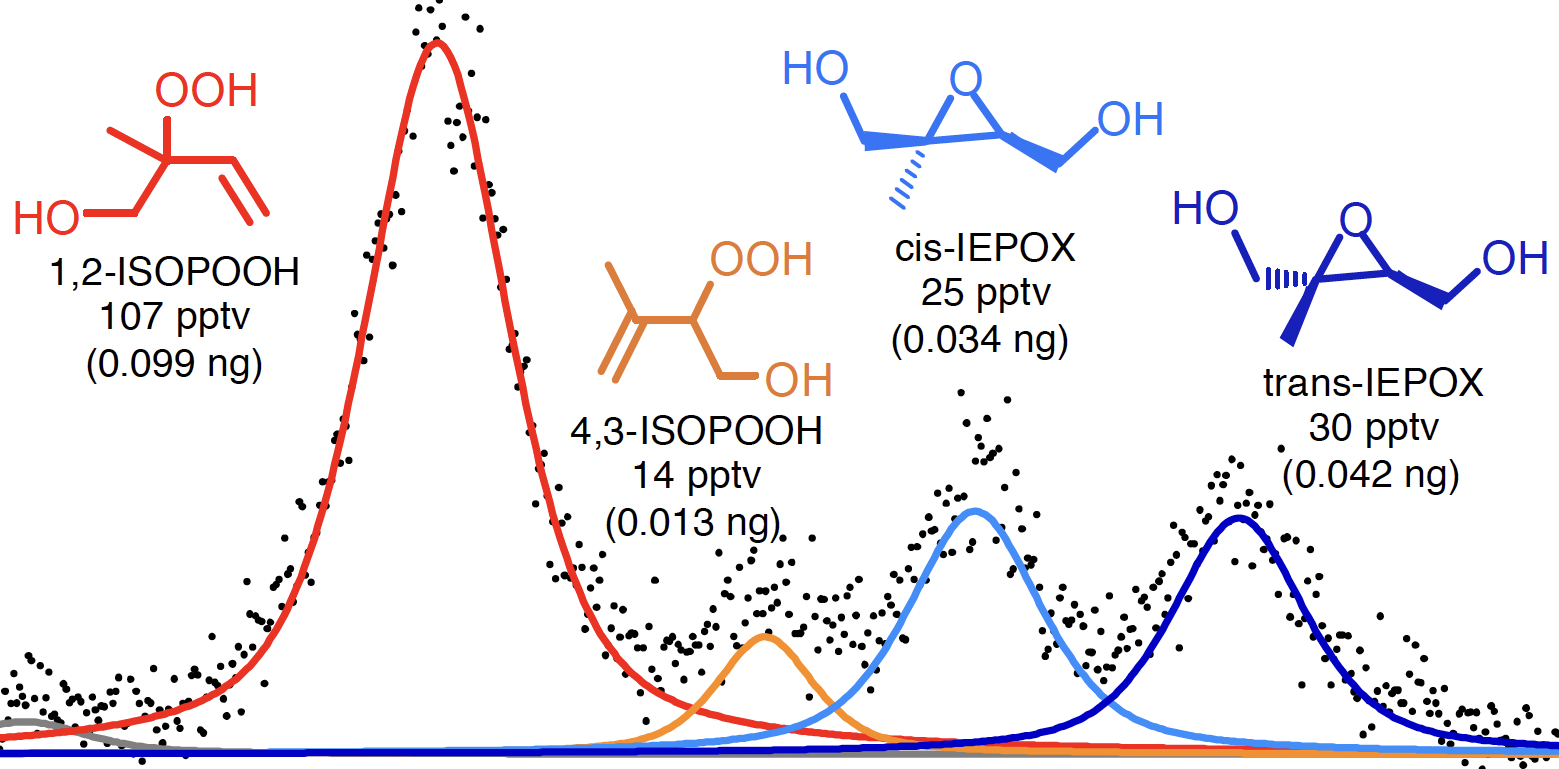 OOH
HO
1,2-ISOPOOH
107 pptv
(0.099 ng)
OOH
OH
4,3-ISOPOOH
14 pptv
(0.013 ng)
HO
O
OH
cis-IEPOX
25 pptv
(0.034 ng)
HO
O
OH
trans-IEPOX
30 pptv
(0.042 ng)